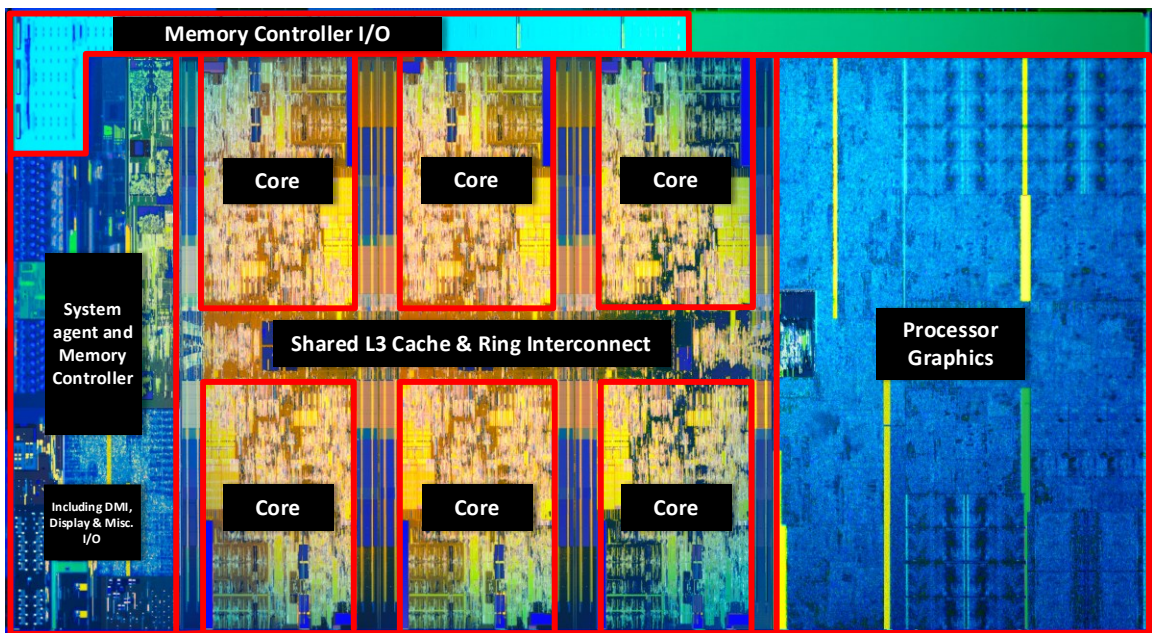 Memory Controller I/O
Core
Core
Core
System
agent and
Memory
Controller
Shared L3 Cache & Ring Interconnect
Processor
Graphics
Including DMI,
Display & Misc.
I/O
Core
Core
Core